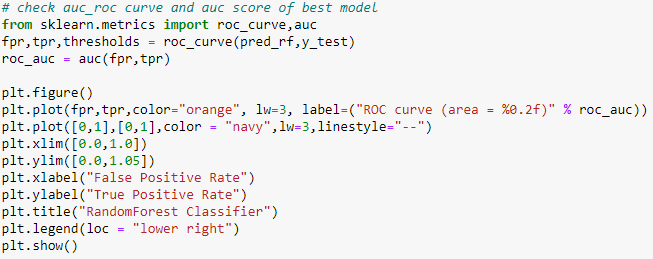 # check auc_roc curve and auc score of best model
from sklearn.metrics import roc_curve,auc
fpr,tpr,thresholds = roc_curve(pred_rf,y_test)
roc_auc = auc(fpr,tpr)

plt.figure()
plt.plot(fpr,tpr,color="orange", lw=3, label=("ROC curve (area = %0.2f)" % roc_auc))
plt.plot([0,1],[0,1],color = "navy",lw=3,linestyle="--")
plt.xlim([0.0,1.0])
plt.ylim([0.0,1.05])
plt.xlabel("False Positive Rate")
plt.ylabel("True Positive Rate")
plt.title("RandomForest Classifier")
plt.legend(loc = "lower right")
plt.show()